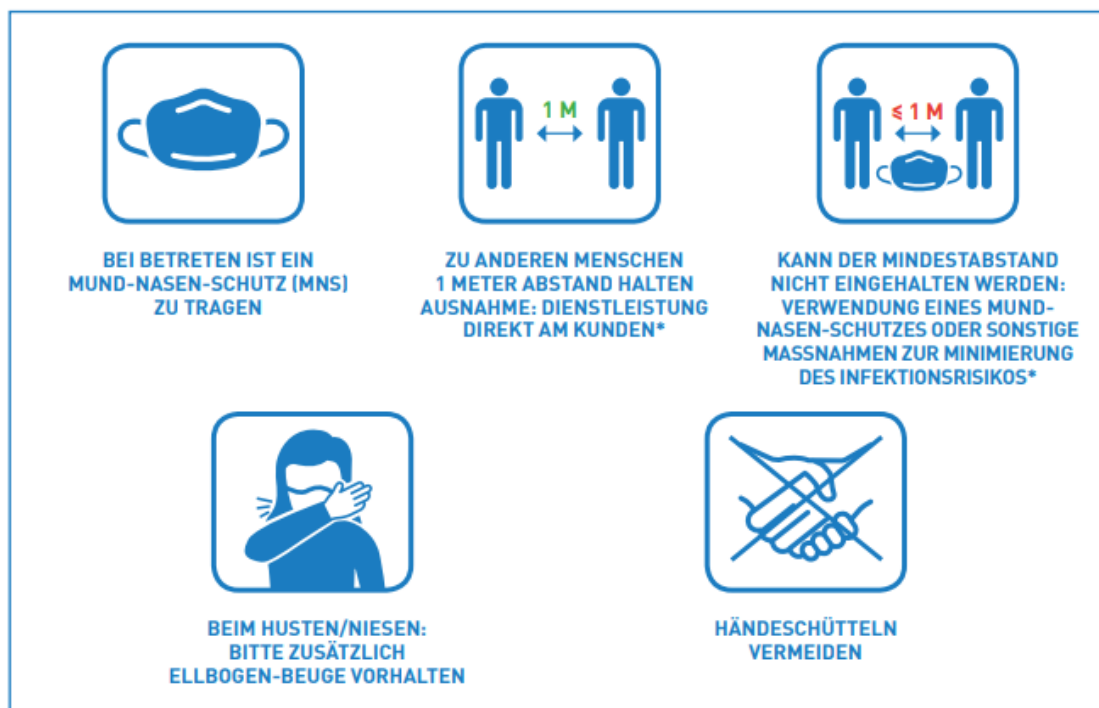 BEI BETRETEN IST EIN
MUND-NASEN-SCHUTZ (MNS)
ZU TRAGEN
1 M
ZU ANDEREN MENSCHEN
1 METER ABSTAND HALTEN
AUSNAHME: DIENSTLEISTUNG
DIREKT AM KUNDEN*
≤ 1 M
KANN DER MINDESTABSTAND
NICHT EINGEHALTEN WERDEN:
VERWENDUNG EINES MUND-
NASEN-SCHUTZES ODER SONSTIGE
MASSNAHMEN ZUR MINIMIERUNG
DES INFEKTIONSRISIKOS*
BEIM HUSTEN/NIESEN:
BITTE ZUSÄTZLICH
ELLBOGEN-BEUGE VORHALTEN
HÄNDESCHÜTTELN
VERMEIDEN